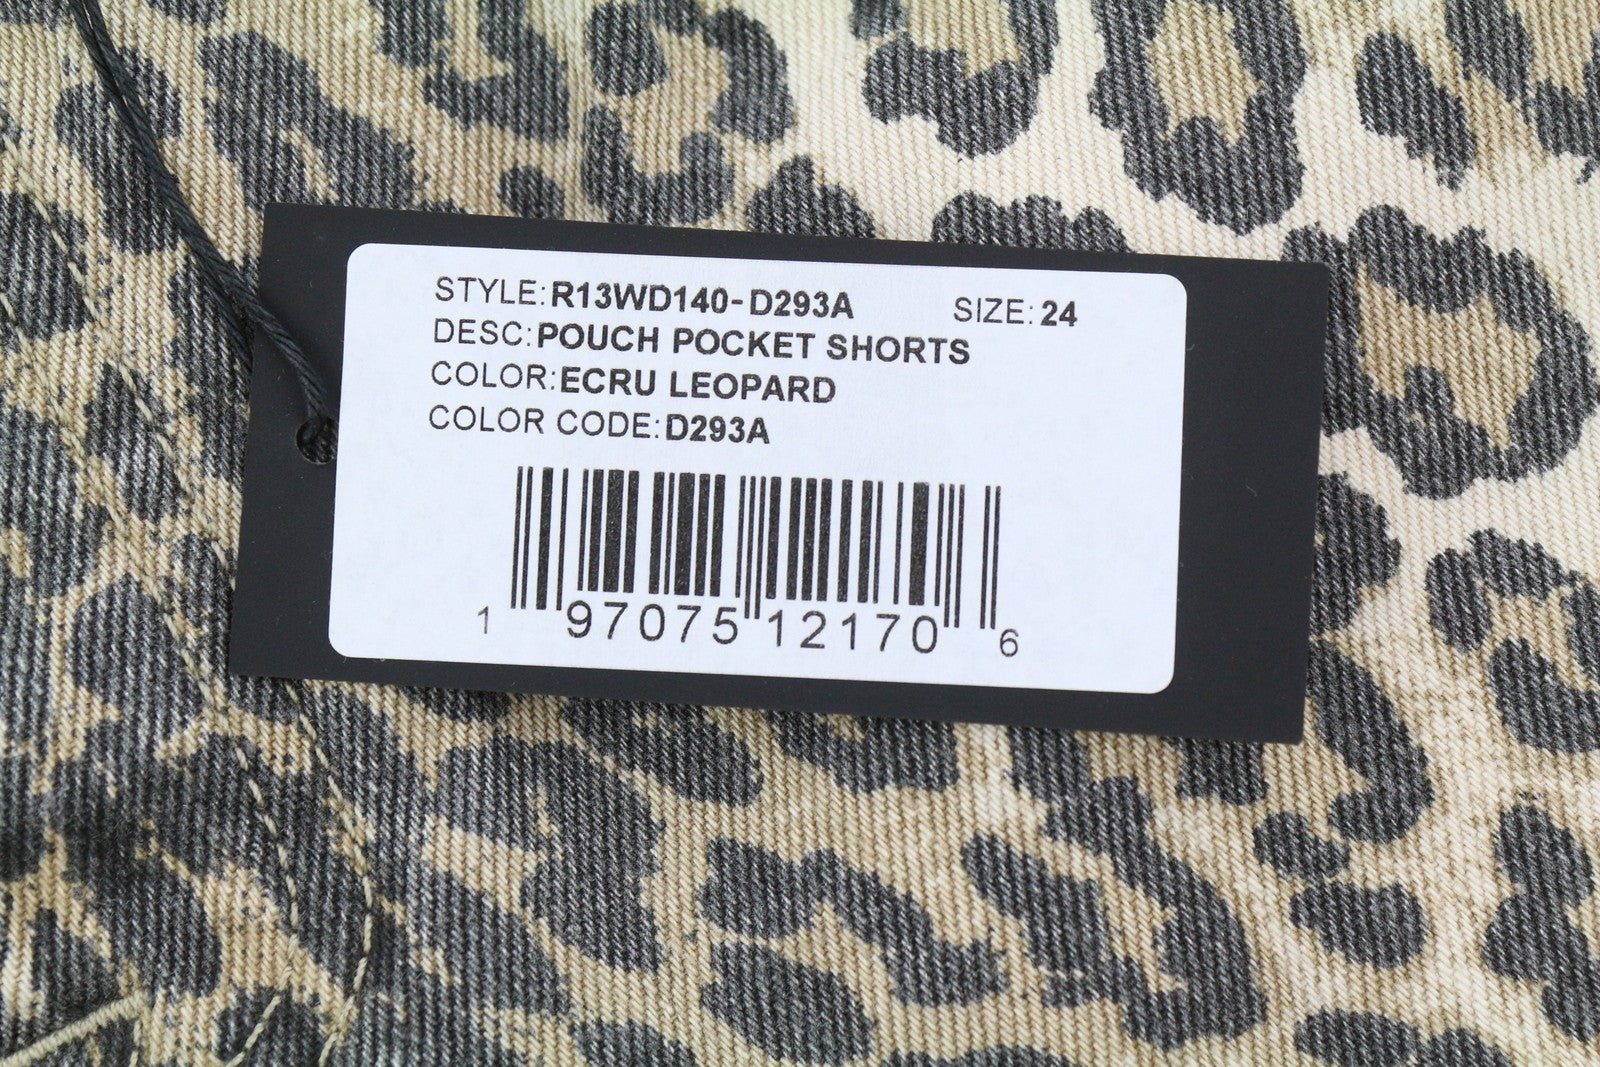 STYLE: R13WD140-D293A SIZE: 24
DESC: POUCH POCKET SHORTS
COLOR: ECRU LEOPARD
COLOR CODE: D293A
1 97075 12170 6